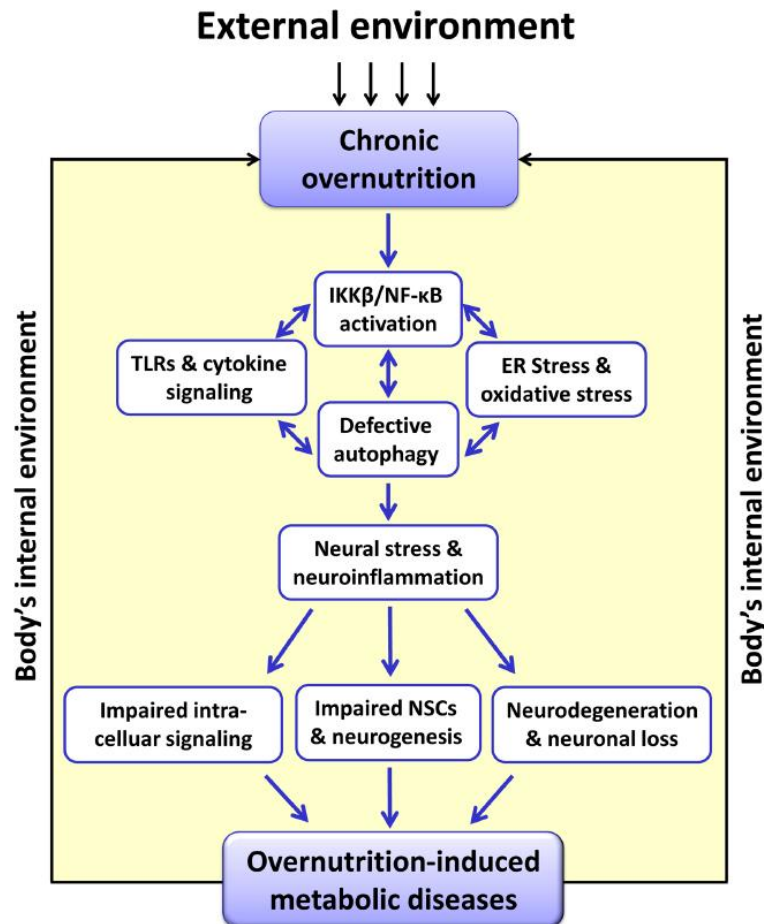 External environment
Chronic
overnutrition
IKKβ/NF-κB
activation
TLRs & cytokine
signaling
ER Stress &
oxidative stress
Defective
autophagy
Neural stress &
neuroinflammation
Impaired intra-
celluar signaling
Impaired NSCs
& neurogenesis
Neurodegeneration
& neuronal loss
Overnutrition-induced
metabolic diseases
Body's internal environment
Body's internal environment